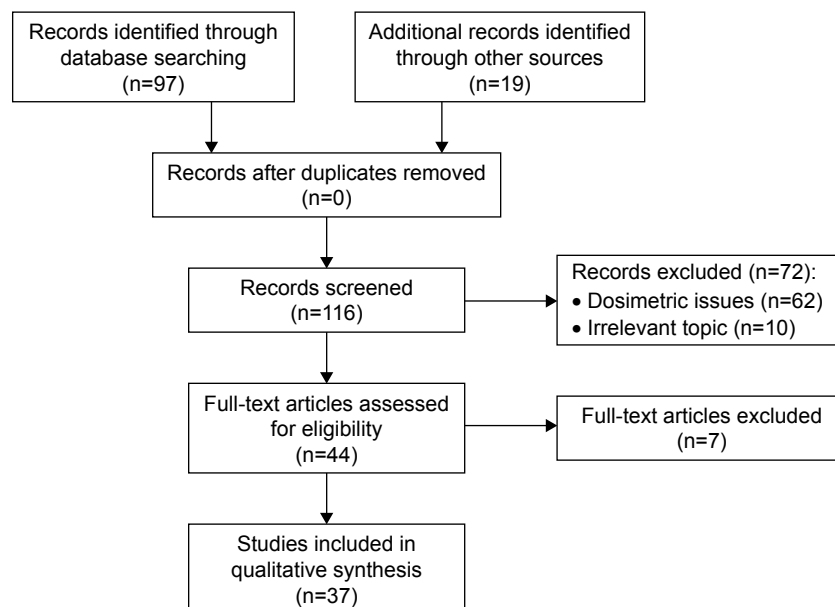 Records identified through
database searching
(n=97)
Additional records identified
through other sources
(n=19)
Records after duplicates removed
(n=0)
Records screened
(n=116)
Records excluded (n=72):
• Dosimetric issues (n=62)
• Irrelevant topic (n=10)
Full-text articles assessed
for eligibility
(n=44)
Full-text articles excluded
(n=7)
Studies included in
qualitative synthesis
(n=37)